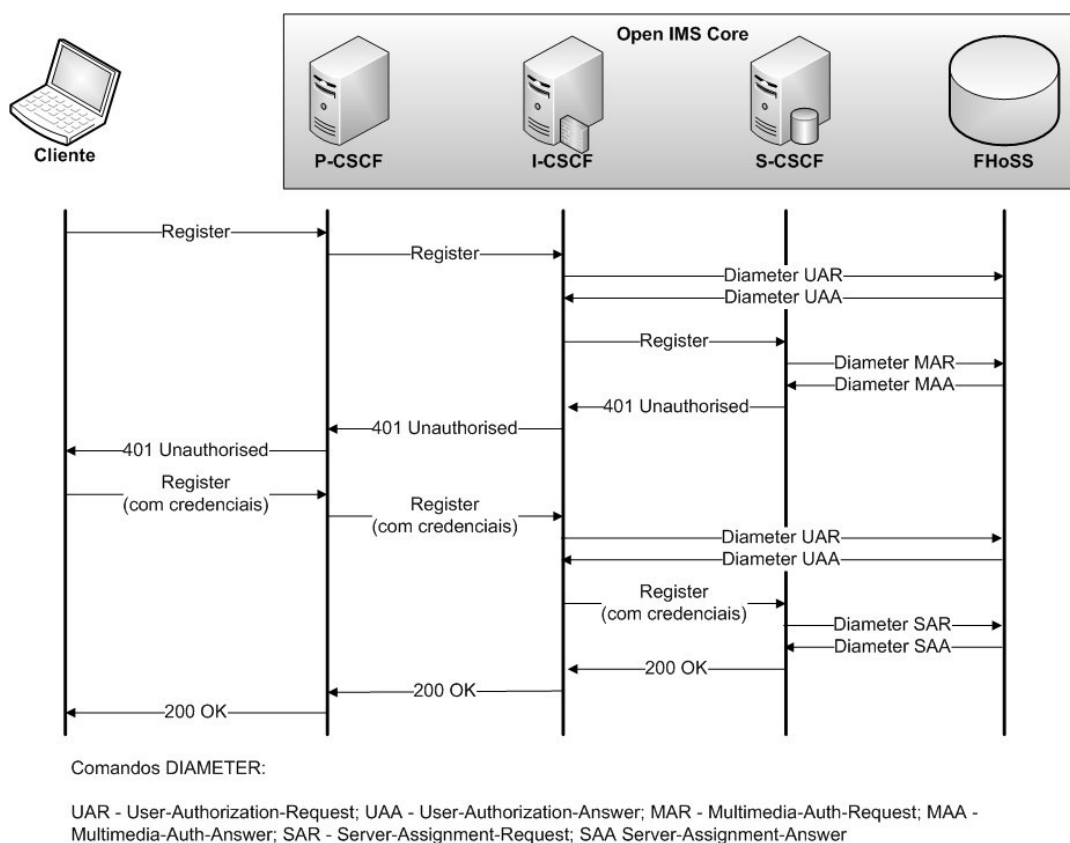 Open IMS Core
Cliente
P-CSCF
I-CSCF
S-CSCF
FHoSS
Register
Register
Diameter UAR
Diameter UAA
Register
Diameter MAR
Diameter MAA
401 Unauthorised
401 Unauthorised
401 Unauthorised
Register
(com credenciais)
Register
(com credenciais)
Diameter UAR
Diameter UAA
Register
(com credenciais)
Diameter SAR
Diameter SAA
200 OK
200 OK
200 OK
Comandos DIAMETER:
UAR - User-Authorization-Request; UAA - User-Authorization-Answer; MAR - Multimedia-Auth-Request; MAA -
Multimedia-Auth-Answer; SAR - Server-Assignment-Request; SAA Server-Assignment-Answer